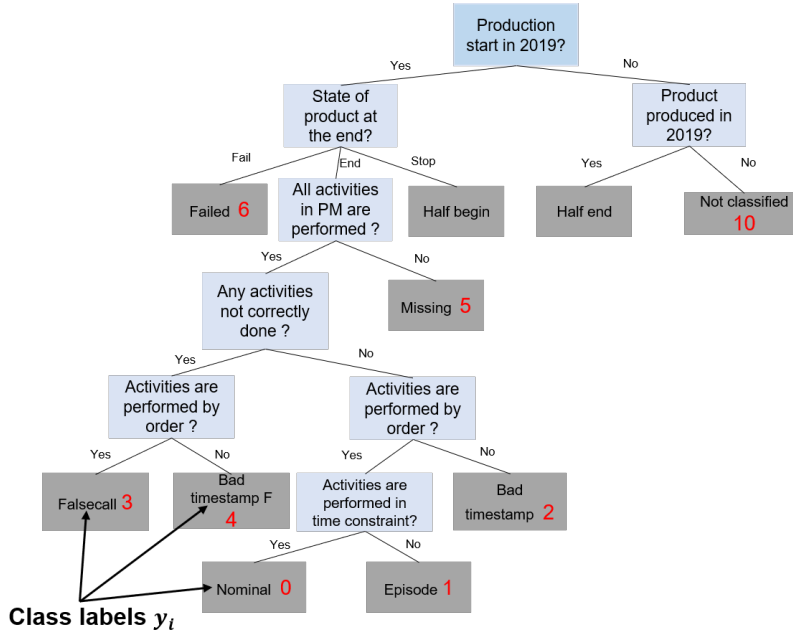 Production
start in 2019?
Yes
No
State of
product at
the end?
Product
produced in
2019?
Fail
End
Stop
Yes
No
Failed 6
All activities
in PM are
performed ?
Half begin
Half end
Not classified
10
Yes
No
Any activities
not correctly
done ?
Missing 5
Yes
No
Activities are
performed by
order ?
Activities are
performed by
order ?
Yes
No
Yes
No
Falsecall 3
Bad
timestamp F
4
Activities are
performed in
time constraint?
Bad
timestamp 2
Yes
No
Nominal 0
Episode 1
Class labels yᵢ